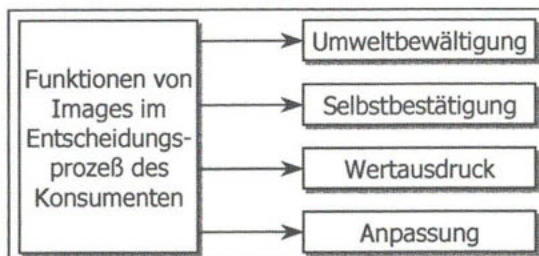 Funktionen von
Images im
Entscheidungs-
prozeß des
Konsumenten
Umweltbewältigung
Selbstbestätigung
Wertausdruck
Anpassung